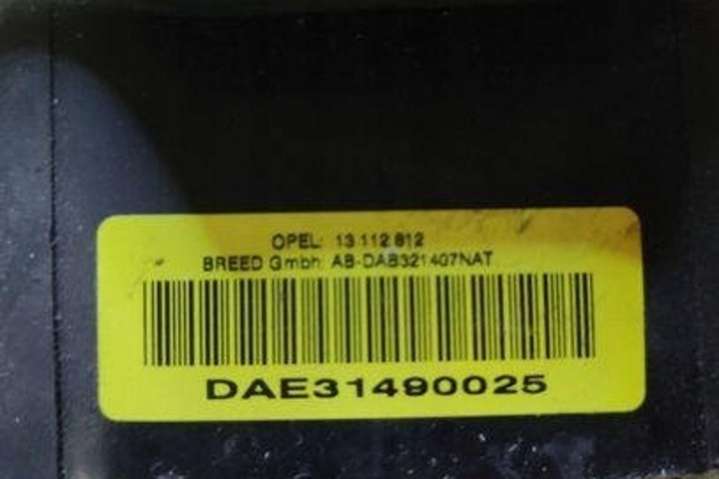 OPEL: 13 112 812
BREED Gmbh: AB-DAB321407NAT
DAE31490025